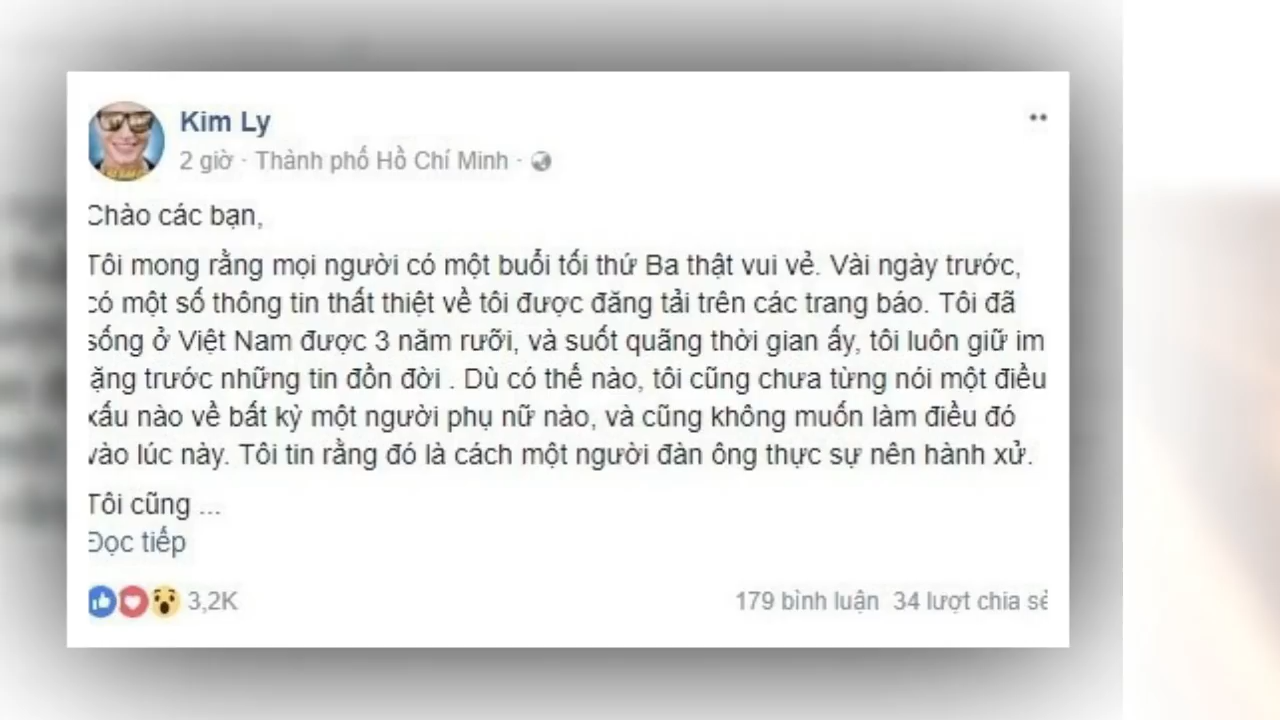 Kim Ly
2 giờ · Thành phố Hồ Chí Minh ·
Chào các bạn,
Tôi mong rằng mọi người có một buổi tối thứ Ba thật vui vẻ. Vài ngày trước,
có một số thông tin thất thiệt về tôi được đăng tải trên các trang báo. Tôi đã
sống ở Việt Nam được 3 năm rưỡi, và suốt quãng thời gian ấy, tôi luôn giữ im
lặng trước những tin đồn đời . Dù có thế nào, tôi cũng chưa từng nói một điều
xấu nào về bất kỳ một người phụ nữ nào, và cũng không muốn làm điều đó
vào lúc này. Tôi tin rằng đó là cách một người đàn ông thực sự nên hành xử.
Tôi cũng ...
Đọc tiếp
3,2K 179 bình luận 34 lượt chia sẻ